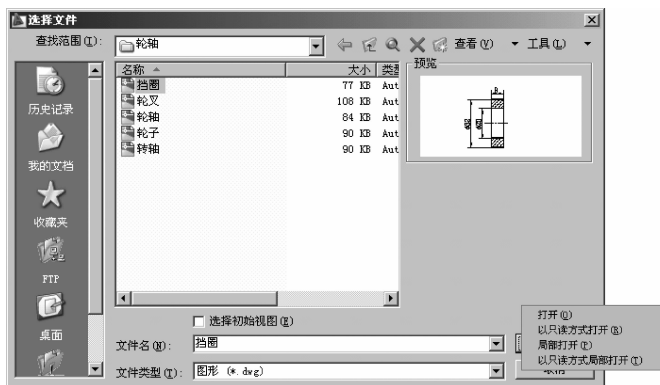 选择文件
查找范围(I):
轮轴
查看(V)
工具(L)
名称
大小
类型
预览
挡圈
77 KB
Aut
轮叉
108 KB
Aut
轮轴
84 KB
Aut
轮子
90 KB
Aut
转轴
90 KB
Aut
历史记录
我的文档
收藏夹
FTP
桌面
选择初始视图(E)
文件名(N):
挡圈
文件类型(T):
图形 (*.dwg)
打开(O)
以只读方式打开(R)
局部打开(P)
以只读方式局部打开(T)
取消